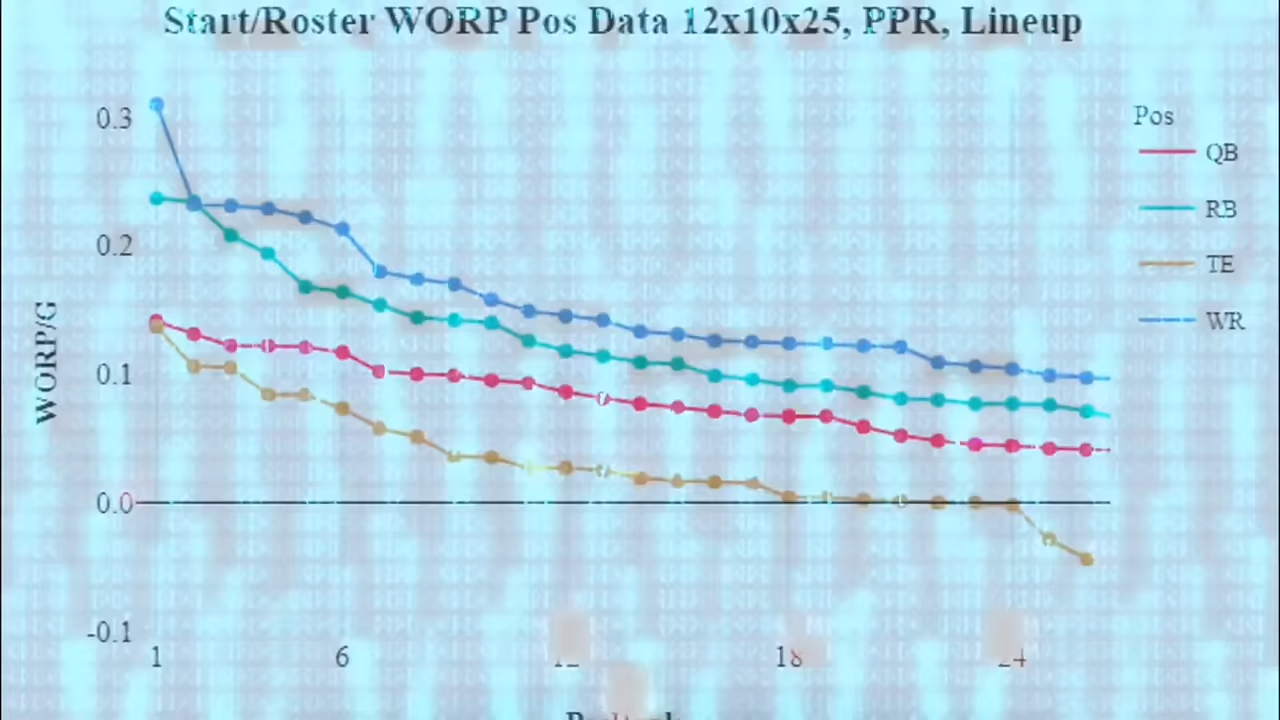 Start/Roster WORP Pos Data 12x10x25, PPR, Lineup
Pos
QB
RB
TE
WR
WORP/G
0.3
0.2
0.1
0.0
-0.1
1
6
18